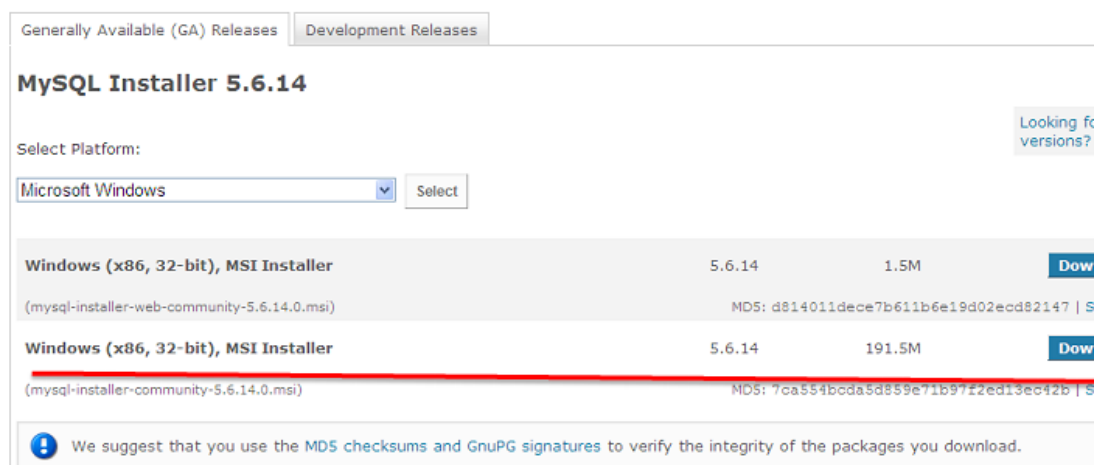 Generally Available (GA) Releases Development Releases
MySQL Installer 5.6.14
Looking
versions?
Select Platform:
Microsoft Windows Select
Windows (x86, 32-bit), MSI Installer 5.6.14 1.5M
(mysql-installer-web-community-5.6.14.0.msi) MD5: d814011dece7b611b6e19d02ecd82147 |
Windows (x86, 32-bit), MSI Installer 5.6.14 191.5M
(mysql-installer-community-5.6.14.0.msi) MD5: 7ca554bcda5d859e71b97f2ed13ec42b |
We suggest that you use the MD5 checksums and GnuPG signatures to verify the integrity of the packages you download.